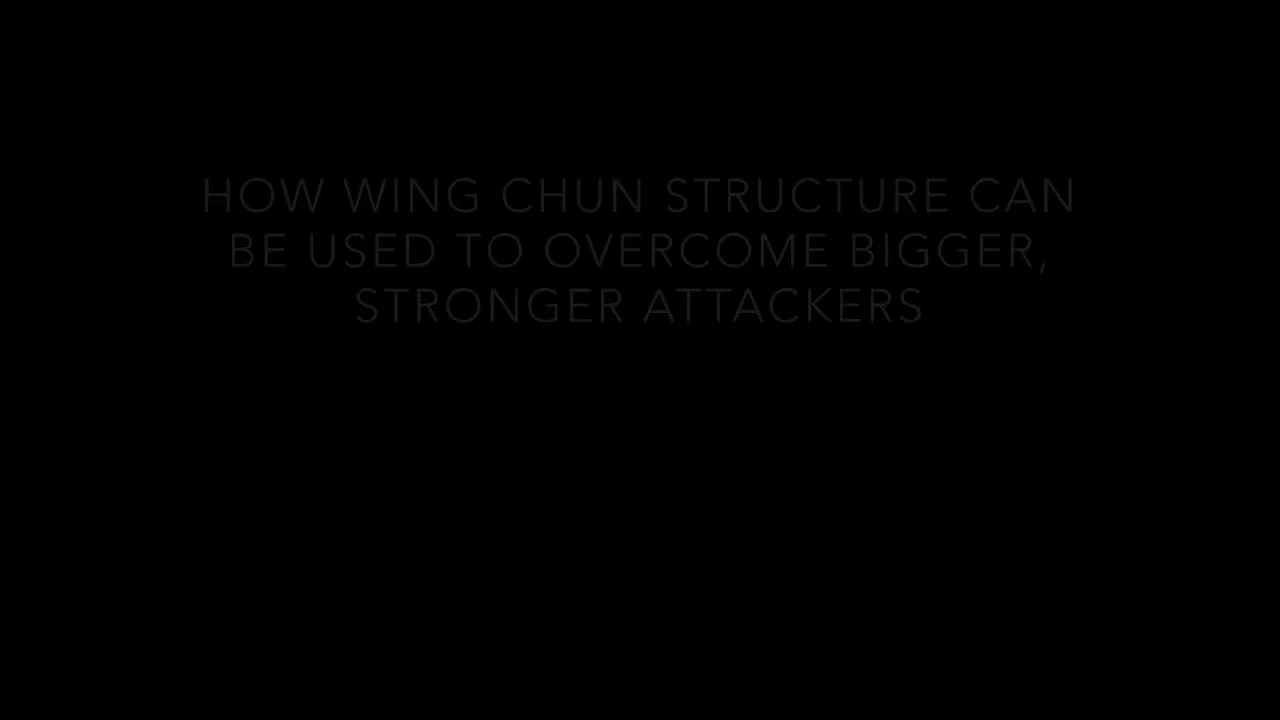 HOW WING CHUN STRUCTURE CAN
BE USED TO OVERCOME BIGGER,
STRONGER ATTACKERS